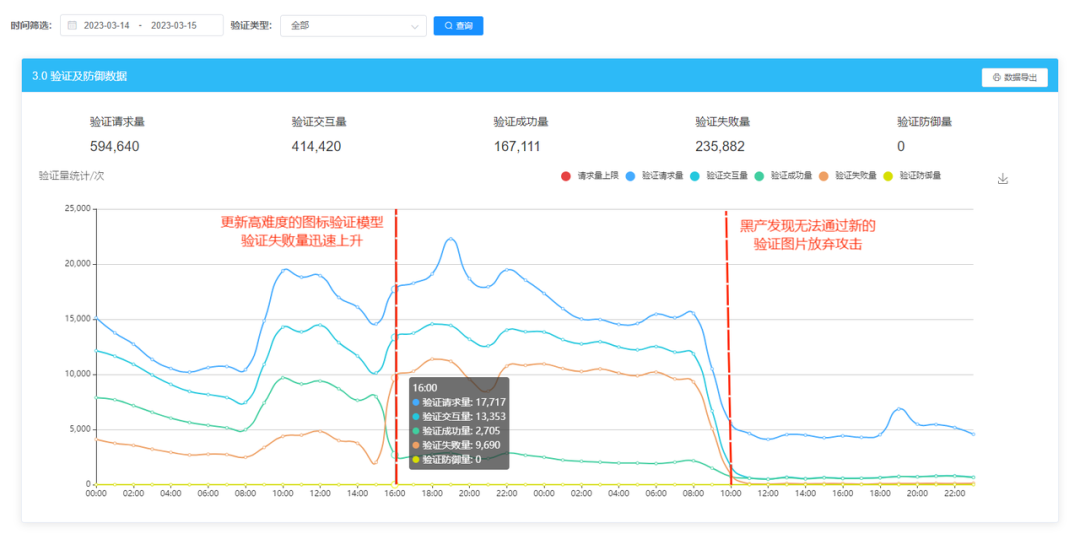 时间筛选: 2023-03-14 - 2023-03-15 验证类型: 全部 查询
3.0 验证及防御数据 数据导出
验证请求量 验证交互量 验证成功量 验证失败量 验证防御量
594,640 414,420 167,111 235,882 0
验证量统计/次 请求量上限 验证请求量 验证交互量 验证成功量 验证失败量 验证防御量
25,000
更新高难度的图标验证模型
验证失败量迅速上升
黑产发现无法通过新的
验证图片放弃攻击
20,000
15,000
10,000
16:00
验证请求量: 17,717
验证交互量: 13,353
验证成功量: 2,705
验证失败量: 9,690
验证防御量: 0
5,000
0
00:00 02:00 04:00 06:00 08:00 10:00 12:00 14:00 16:00 18:00 20:00 22:00 00:00 02:00 04:00 06:00 08:00 10:00 12:00 14:00 16:00 18:00 20:00 22:00